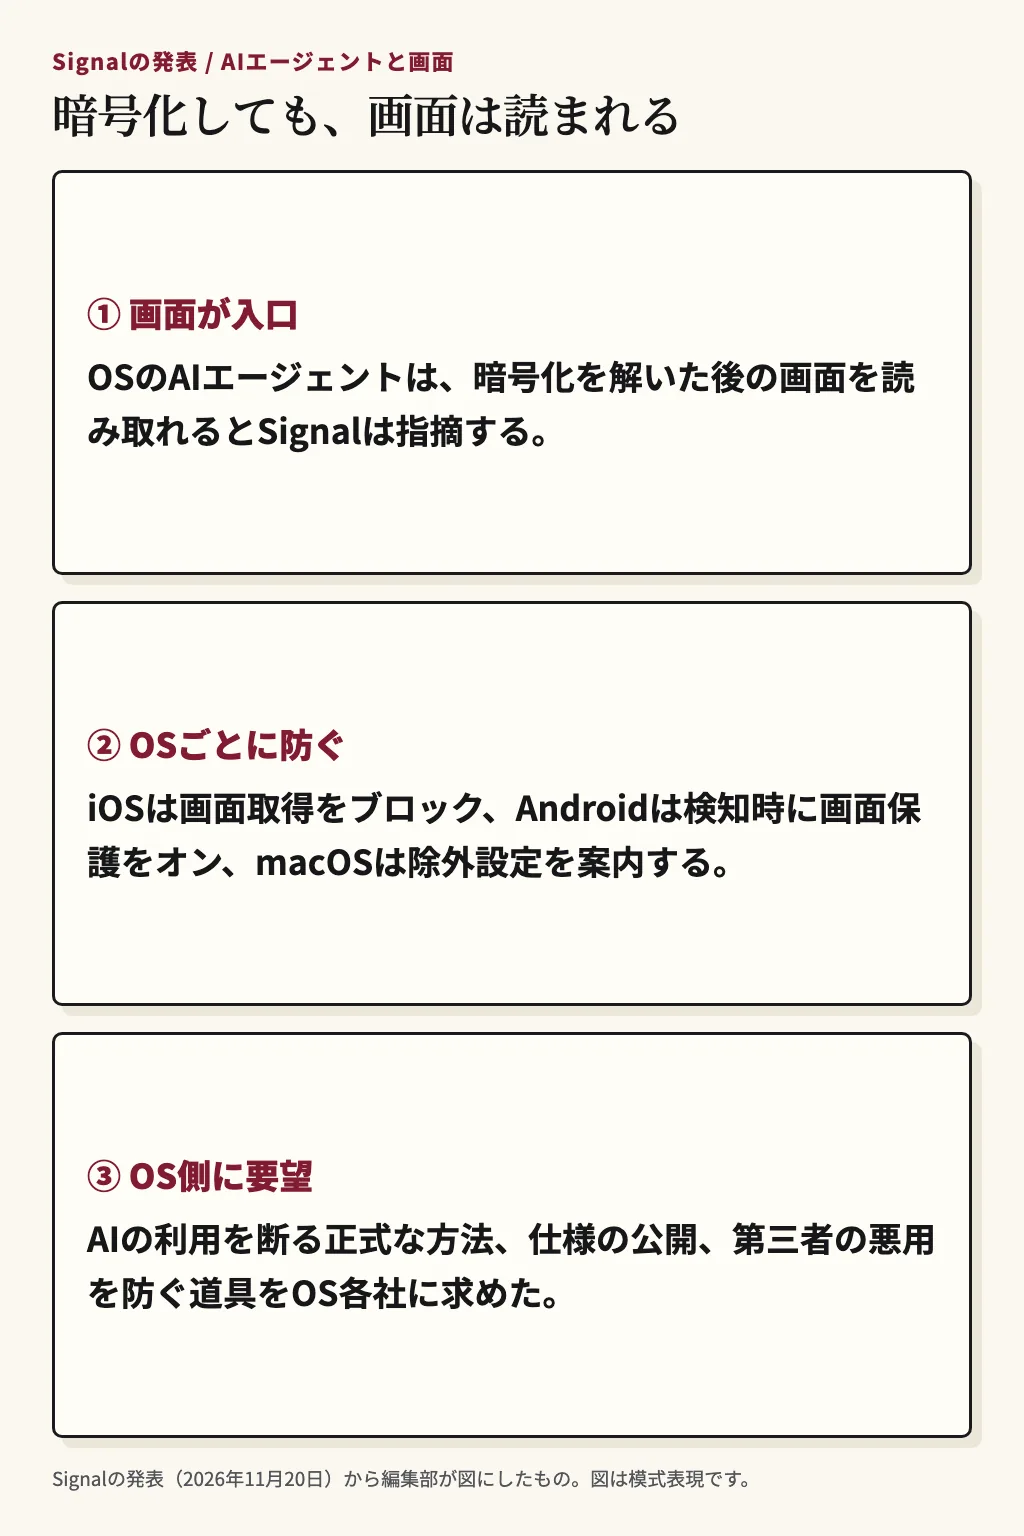 Signalの発表 / AIエージェントと画面
暗号化しても、画面は読まれる
① 画面が入口
OSのAIエージェントは、暗号化を解いた後の画面を読
み取れるとSignalは指摘する。
② OSごとに防ぐ
iOSは画面取得をブロック、Androidは検知時に画面保
護をオン、macOSは除外設定を案内する。
③ OS側に要望
AIの利用を断る正式な方法、仕様の公開、第三者の悪用
を防ぐ道具をOS各社に求めた。
Signalの発表（2026年11月20日）から編集部が図にしたもの。図は模式表現です。